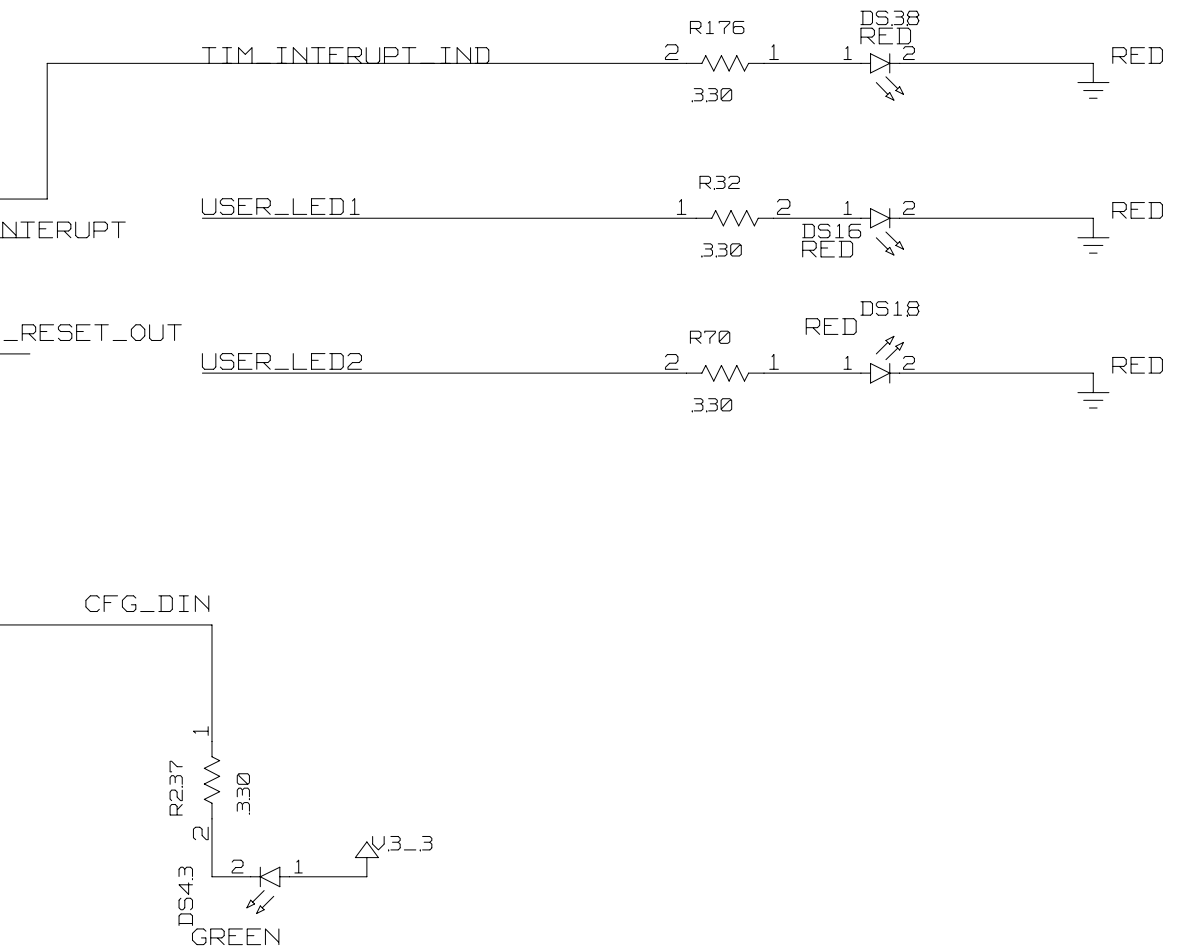 R176
DS38
RED
TIM_INTERUPT_IND
2
1
1
2
RED
330
R32
USER_LED1
1
2
1
2
RED
NTERUPT
DS16
RED
330
DS18
_RESET_OUT
RED
R70
USER_LED2
2
1
1
2
RED
330
CFG_DIN
1
R237
330
2
V3_3
DS43
2
1
GREEN